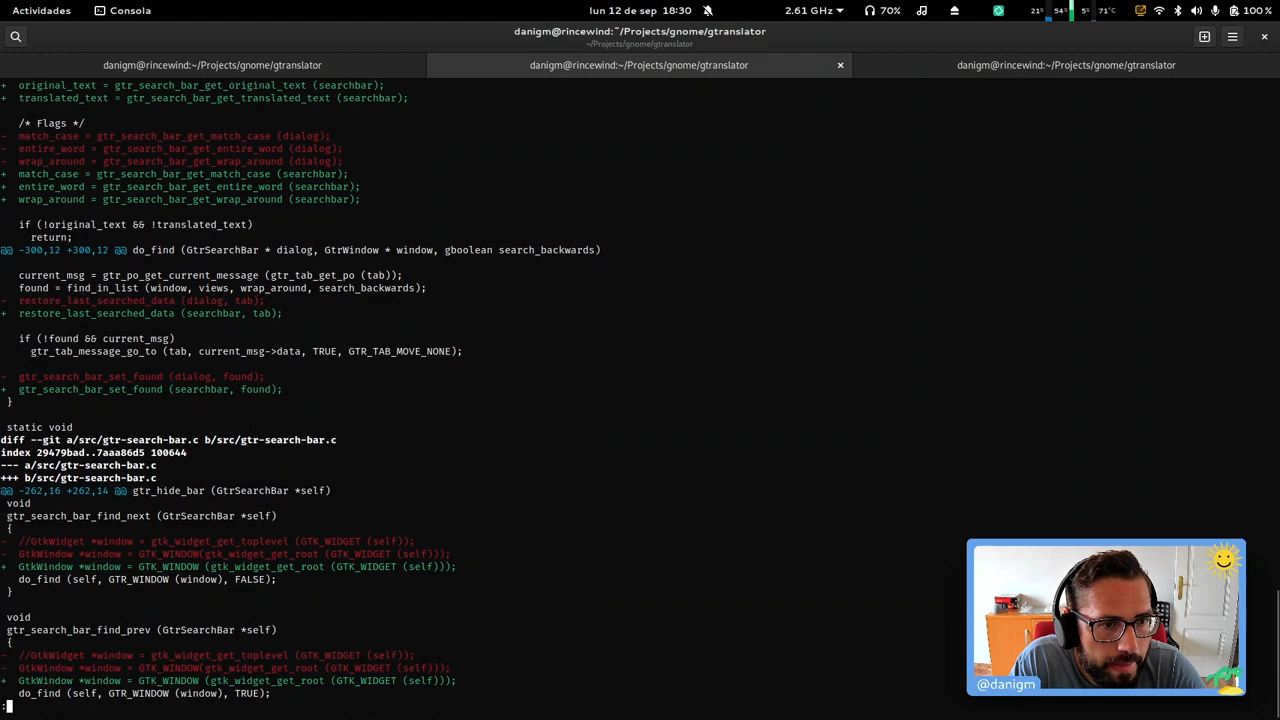 Actividades
Consola
lun 12 de sep 18:30
2.61 GHz
70%
21%
54%
5%
71°C
100 %
danigm@rincewind:~/Projects/gnome/gtranslator
~/Projects/gnome/gtranslator
danigm@rincewind:~/Projects/gnome/gtranslator
danigm@rincewind:~/Projects/gnome/gtranslator
danigm@rincewind:~/Projects/gnome/gtranslator
+  original_text = gtr_search_bar_get_original_text (searchbar);
+  translated_text = gtr_search_bar_get_translated_text (searchbar);
/* Flags */
-  match_case = gtr_search_bar_get_match_case (dialog);
-  entire_word = gtr_search_bar_get_entire_word (dialog);
-  wrap_around = gtr_search_bar_get_wrap_around (dialog);
+  match_case = gtr_search_bar_get_match_case (searchbar);
+  entire_word = gtr_search_bar_get_entire_word (searchbar);
+  wrap_around = gtr_search_bar_get_wrap_around (searchbar);
if (!original_text && !translated_text)
return;
@@ -300,12 +300,12 @@ do_find (GtrSearchBar * dialog, GtrWindow * window, gboolean search_backwards)
current_msg = gtr_po_get_current_message (gtr_tab_get_po (tab));
found = find_in_list (window, views, wrap_around, search_backwards);
-  restore_last_searched_data (dialog, tab);
+  restore_last_searched_data (searchbar, tab);
if (!found && current_msg)
gtr_tab_message_go_to (tab, current_msg->data, TRUE, GTR_TAB_MOVE_NONE);
-  gtr_search_bar_set_found (dialog, found);
+  gtr_search_bar_set_found (searchbar, found);
}
static void
diff --git a/src/gtr-search-bar.c b/src/gtr-search-bar.c
index 29479bad..7aaa86d5 100644
--- a/src/gtr-search-bar.c
+++ b/src/gtr-search-bar.c
@@ -262,16 +262,14 @@ gtr_hide_bar (GtrSearchBar *self)
void
gtr_search_bar_find_next (GtrSearchBar *self)
{
-  //GtkWidget *window = gtk_widget_get_toplevel (GTK_WIDGET (self));
-  GtkWindow *window = GTK_WINDOW(gtk_widget_get_root (GTK_WIDGET (self)));
+  GtkWindow *window = GTK_WINDOW (gtk_widget_get_root (GTK_WIDGET (self)));
do_find (self, GTR_WINDOW (window), FALSE);
}
void
gtr_search_bar_find_prev (GtrSearchBar *self)
{
-  //GtkWidget *window = gtk_widget_get_toplevel (GTK_WIDGET (self));
-  GtkWindow *window = GTK_WINDOW(gtk_widget_get_root (GTK_WIDGET (self)));
+  GtkWindow *window = GTK_WINDOW (gtk_widget_get_root (GTK_WIDGET (self)));
do_find (self, GTR_WINDOW (window), TRUE);
:
@danigm